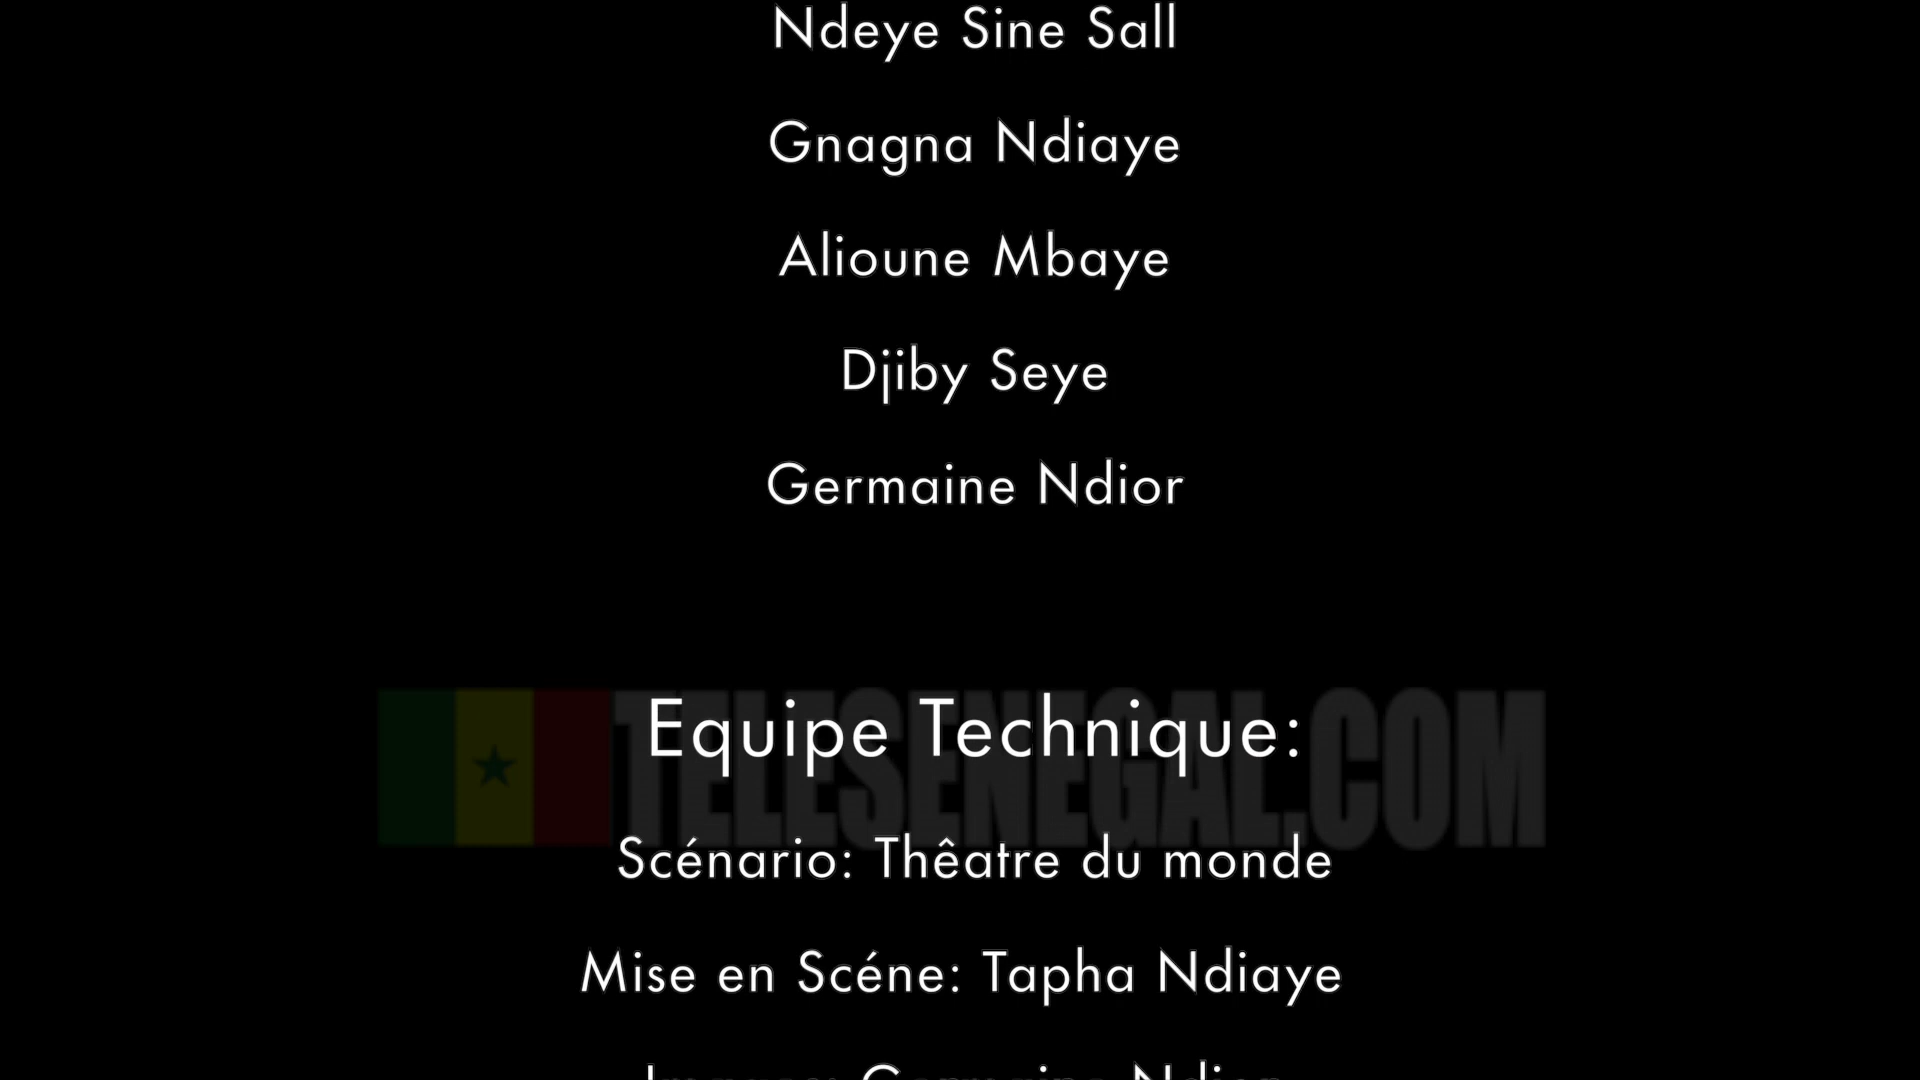 Ndeye Sine Sall
Gnagna Ndiaye
Alioune Mbaye
Djiby Seye
Germaine Ndior
TELESENEGAL.COM
Equipe Technique:
Scénario: Thêatre du monde
Mise en Scéne: Tapha Ndiaye